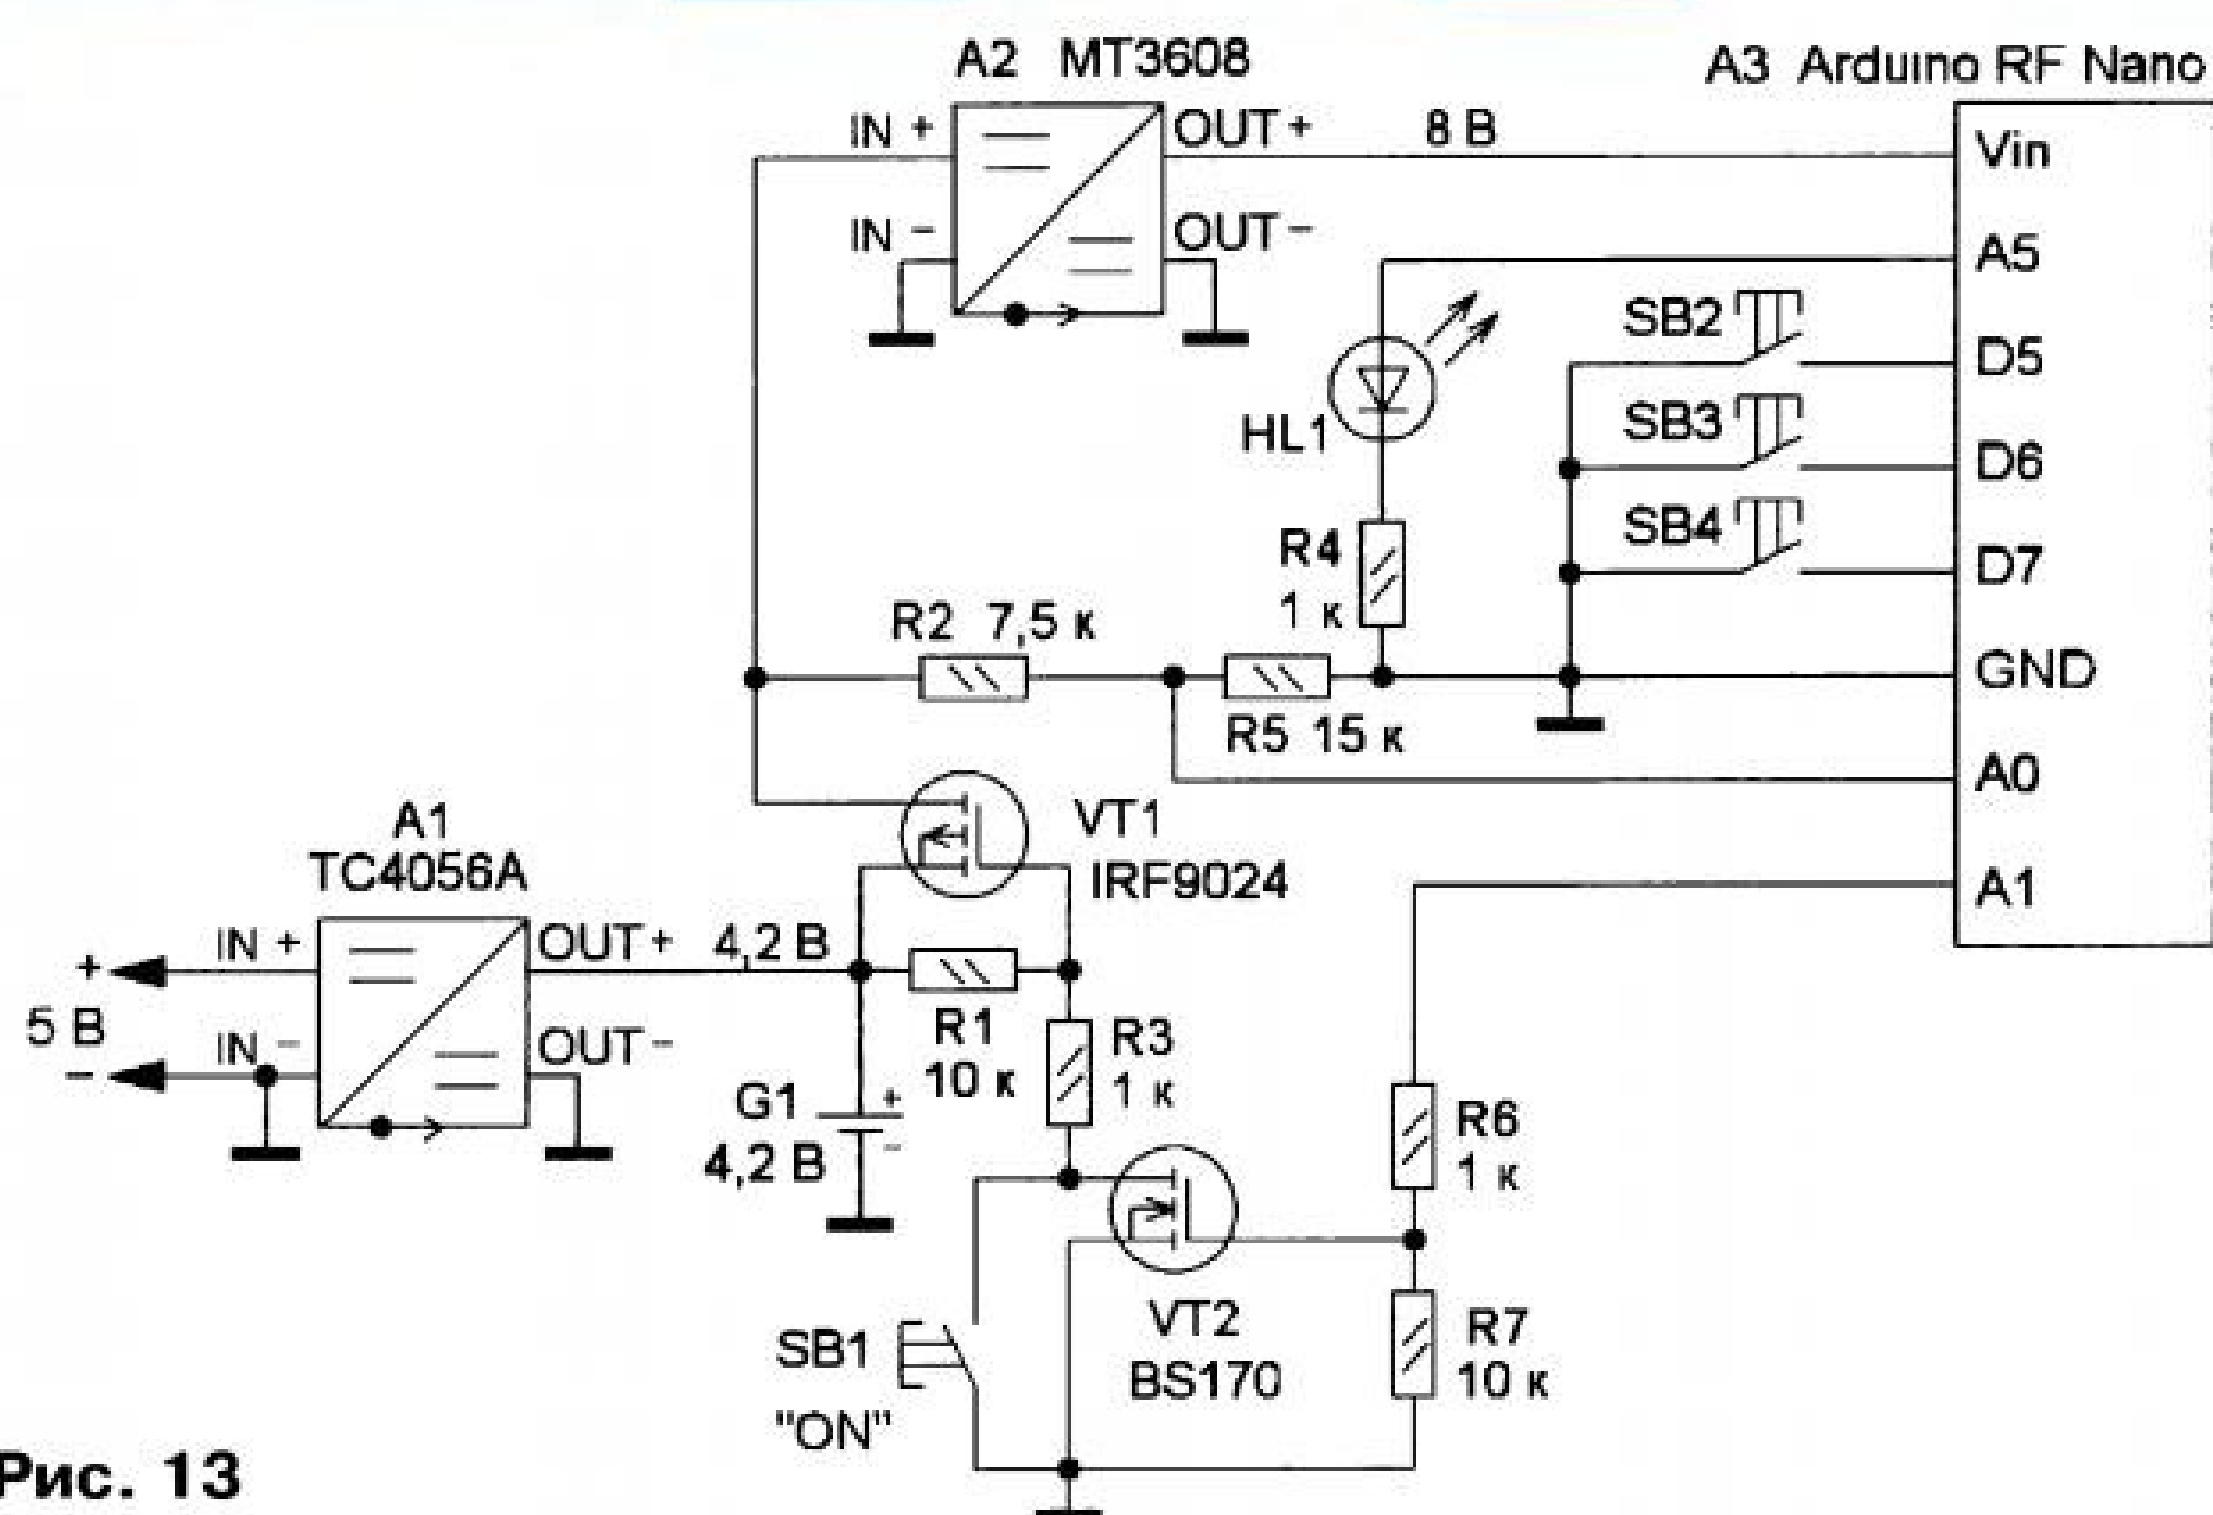 A2 MT3608
A3 Arduino RF Nano
IN +
OUT+
8 В
Vin
IN -
OUT-
A5
SB2
D5
SB3
D6
HL1
SB4
D7
R4
1 к
R2 7,5 к
GND
R5 15 к
A0
VT1
IRF9024
A1
A1
TC4056A
IN +
OUT+
4,2 В
+
5 В
-
IN -
OUT-
R1
10 к
R3
1 к
G1
4,2 В
+
-
R6
1 к
VT2
BS170
R7
10 к
SB1
"ON"
Рис. 13